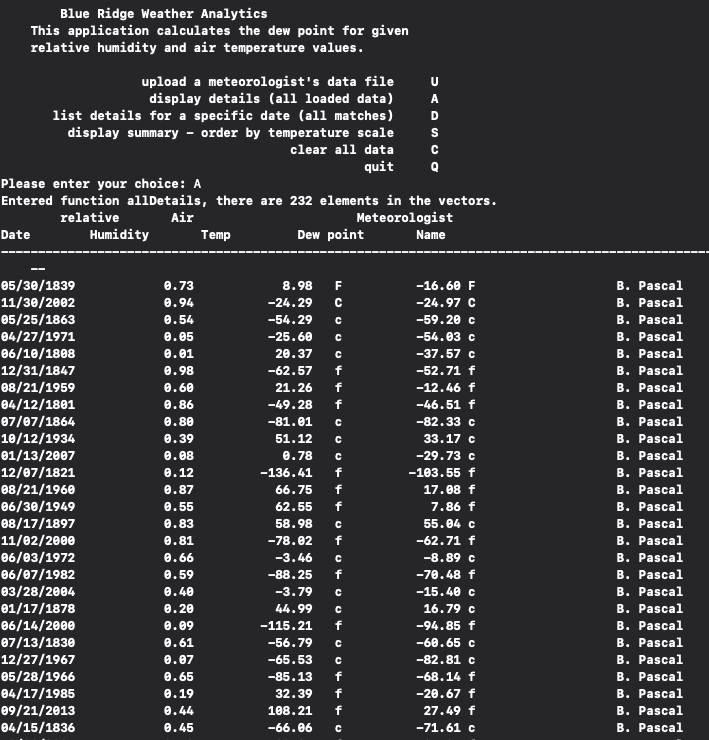 Blue Ridge Weather Analytics
This application calculates the dew point for given
relative humidity and air temperature values.
upload a meteorologist's data file U
display details (all loaded data) A
list details for a specific date (all matches) D
display summary - order by temperature scale S
clear all data C
quit Q
Please enter your choice: A
Entered function allDetails, there are 232 elements in the vectors.
relative Air Meteorologist
Date Humidity Temp Dew point Name
------------------------------------------------------------------------------------------------
--
05/30/1839 0.73 8.98 F -16.60 F B. Pascal
11/30/2002 0.94 -24.29 C -24.97 C B. Pascal
05/25/1863 0.54 -54.29 c -59.20 c B. Pascal
04/27/1971 0.05 -25.60 c -54.03 c B. Pascal
06/10/1808 0.01 20.37 c -37.57 c B. Pascal
12/31/1847 0.98 -62.57 f -52.71 f B. Pascal
08/21/1959 0.60 21.26 f -12.46 f B. Pascal
04/12/1801 0.86 -49.28 f -46.51 f B. Pascal
07/07/1864 0.80 -81.01 c -82.33 c B. Pascal
10/12/1934 0.39 51.12 c 33.17 c B. Pascal
01/13/2007 0.08 0.78 c -29.73 c B. Pascal
12/07/1821 0.12 -136.41 f -103.55 f B. Pascal
08/21/1960 0.87 66.75 f 17.08 f B. Pascal
06/30/1949 0.55 62.55 f 7.86 f B. Pascal
08/17/1897 0.83 58.98 c 55.04 c B. Pascal
11/02/2000 0.81 -78.02 f -62.71 f B. Pascal
06/03/1972 0.66 -3.46 c -8.89 c B. Pascal
06/07/1982 0.59 -88.25 f -70.48 f B. Pascal
03/28/2004 0.40 -3.79 c -15.40 c B. Pascal
01/17/1878 0.20 44.99 c 16.79 c B. Pascal
06/14/2000 0.09 -115.21 f -94.85 f B. Pascal
07/13/1830 0.61 -56.79 c -60.65 c B. Pascal
12/27/1967 0.07 -65.53 c -82.81 c B. Pascal
05/28/1966 0.65 -85.13 f -68.14 f B. Pascal
04/17/1985 0.19 32.39 f -20.67 f B. Pascal
09/21/2013 0.44 108.21 f 27.49 f B. Pascal
04/15/1836 0.45 -66.06 c -71.61 c B. Pascal